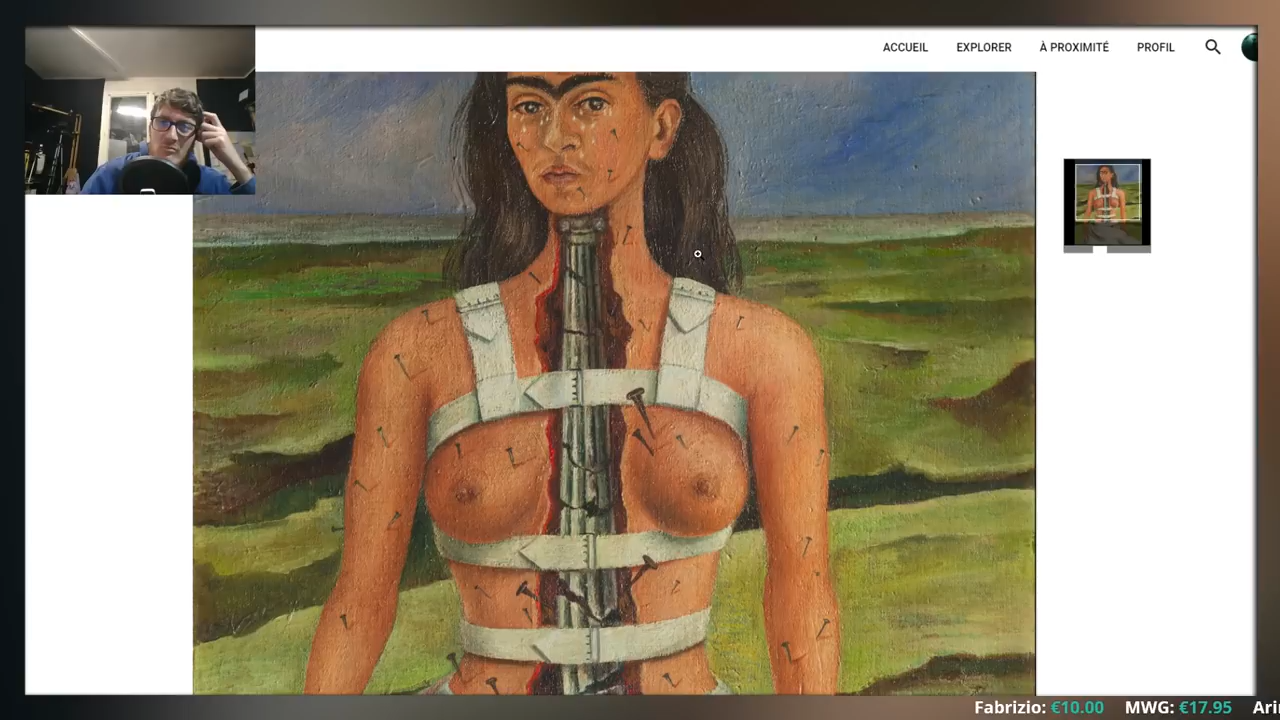 ACCUEIL EXPLORER À PROXIMITÉ PROFIL
Fabrizio: €10.00 MWG: €17.95